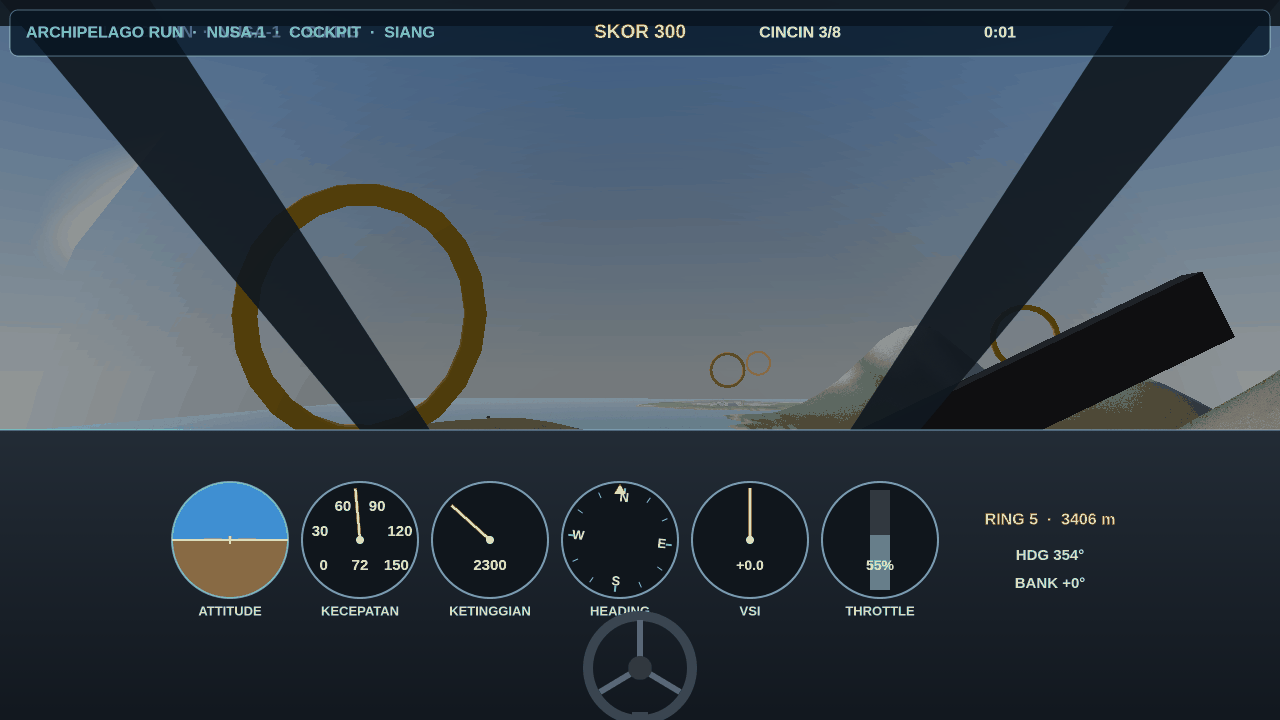 ARCHIPELAGO RUN · NUSA-1 · COCKPIT · SIANG
SKOR 300
CINCIN 3/8
0:01
60 90
30 120
0 72 150
2300
N
W E
S
+0.0
55%
ATTITUDE
KECEPATAN
KETINGGIAN
HEADING
VSI
THROTTLE
RING 5 · 3406 m
HDG 354°
BANK +0°